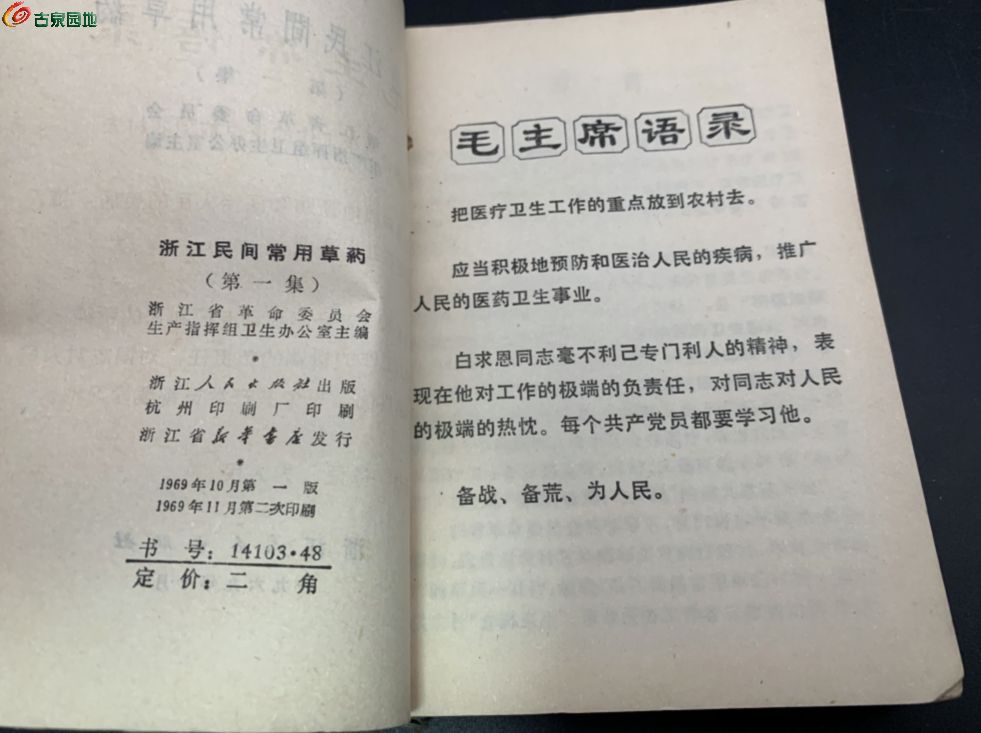 古泉园地
浙江民间常用草药
（第一集）
浙江省革命委员会
生产指挥组卫生办公室主编
浙江人民出版社出版
杭州印刷厂印刷
浙江省新华书店发行
1969年10月第一版
1969年11月第二次印刷
书号：14103·48
定价：二角
毛主席语录
把医疗卫生工作的重点放到农村去。
应当积极地预防和医治人民的疾病，推广
人民的医药卫生事业。
白求恩同志毫不利己专门利人的精神，表
现在他对工作的极端的负责任，对同志对人民
的极端的热忱。每个共产党员都要学习他。
备战、备荒、为人民。